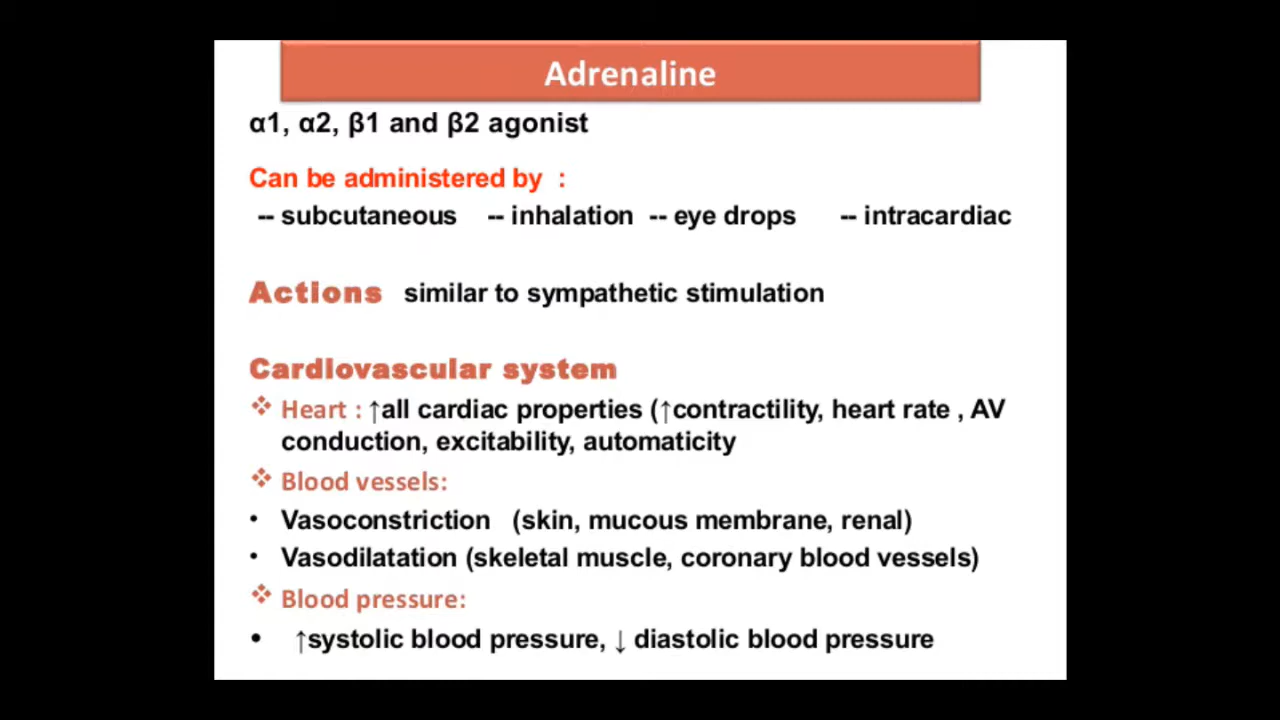 Adrenaline
α1, α2, β1 and β2 agonist
Can be administered by :
-- subcutaneous -- inhalation -- eye drops -- intracardiac
Actions similar to sympathetic stimulation
Cardiovascular system
❖ Heart : ↑all cardiac properties (↑contractility, heart rate , AV
conduction, excitability, automaticity
❖ Blood vessels:
• Vasoconstriction (skin, mucous membrane, renal)
• Vasodilatation (skeletal muscle, coronary blood vessels)
❖ Blood pressure:
• ↑systolic blood pressure, ↓ diastolic blood pressure